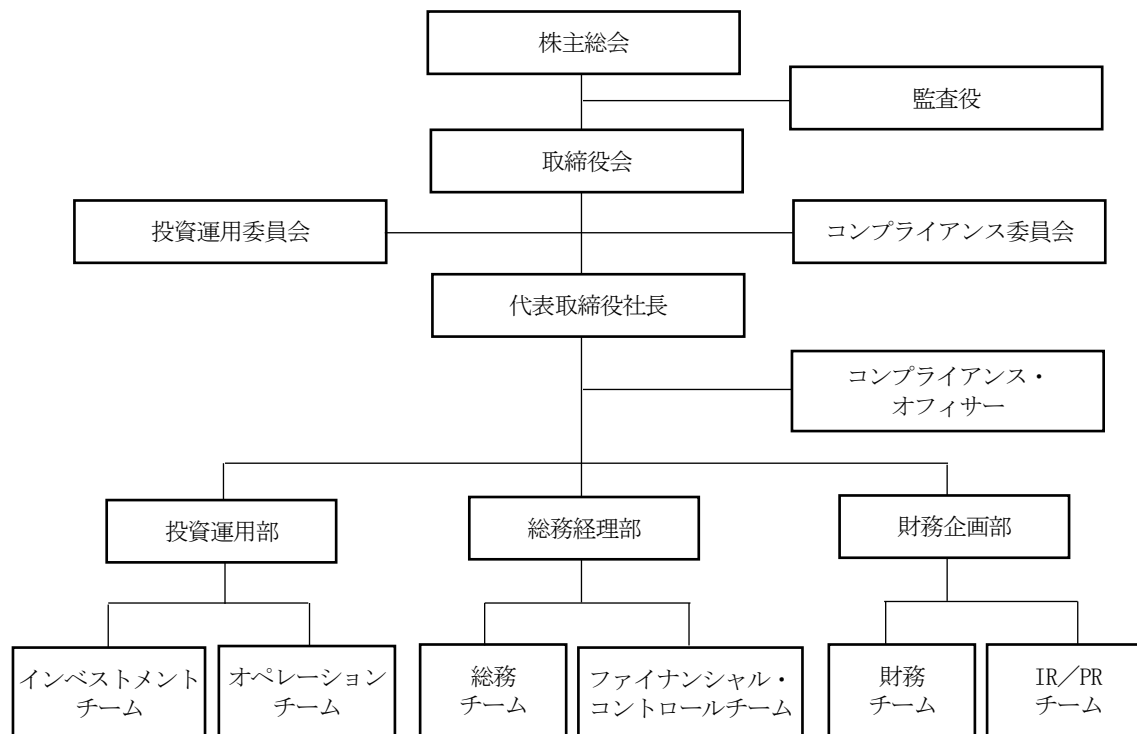 株主総会
監査役
取締役会
投資運用委員会
コンプライアンス委員会
代表取締役社長
コンプライアンス・
オフィサー
投資運用部
総務経理部
財務企画部
インベストメント
チーム
オペレーション
チーム
総務
チーム
ファイナンシャル・
コントロールチーム
財務
チーム
IR／PR
チーム